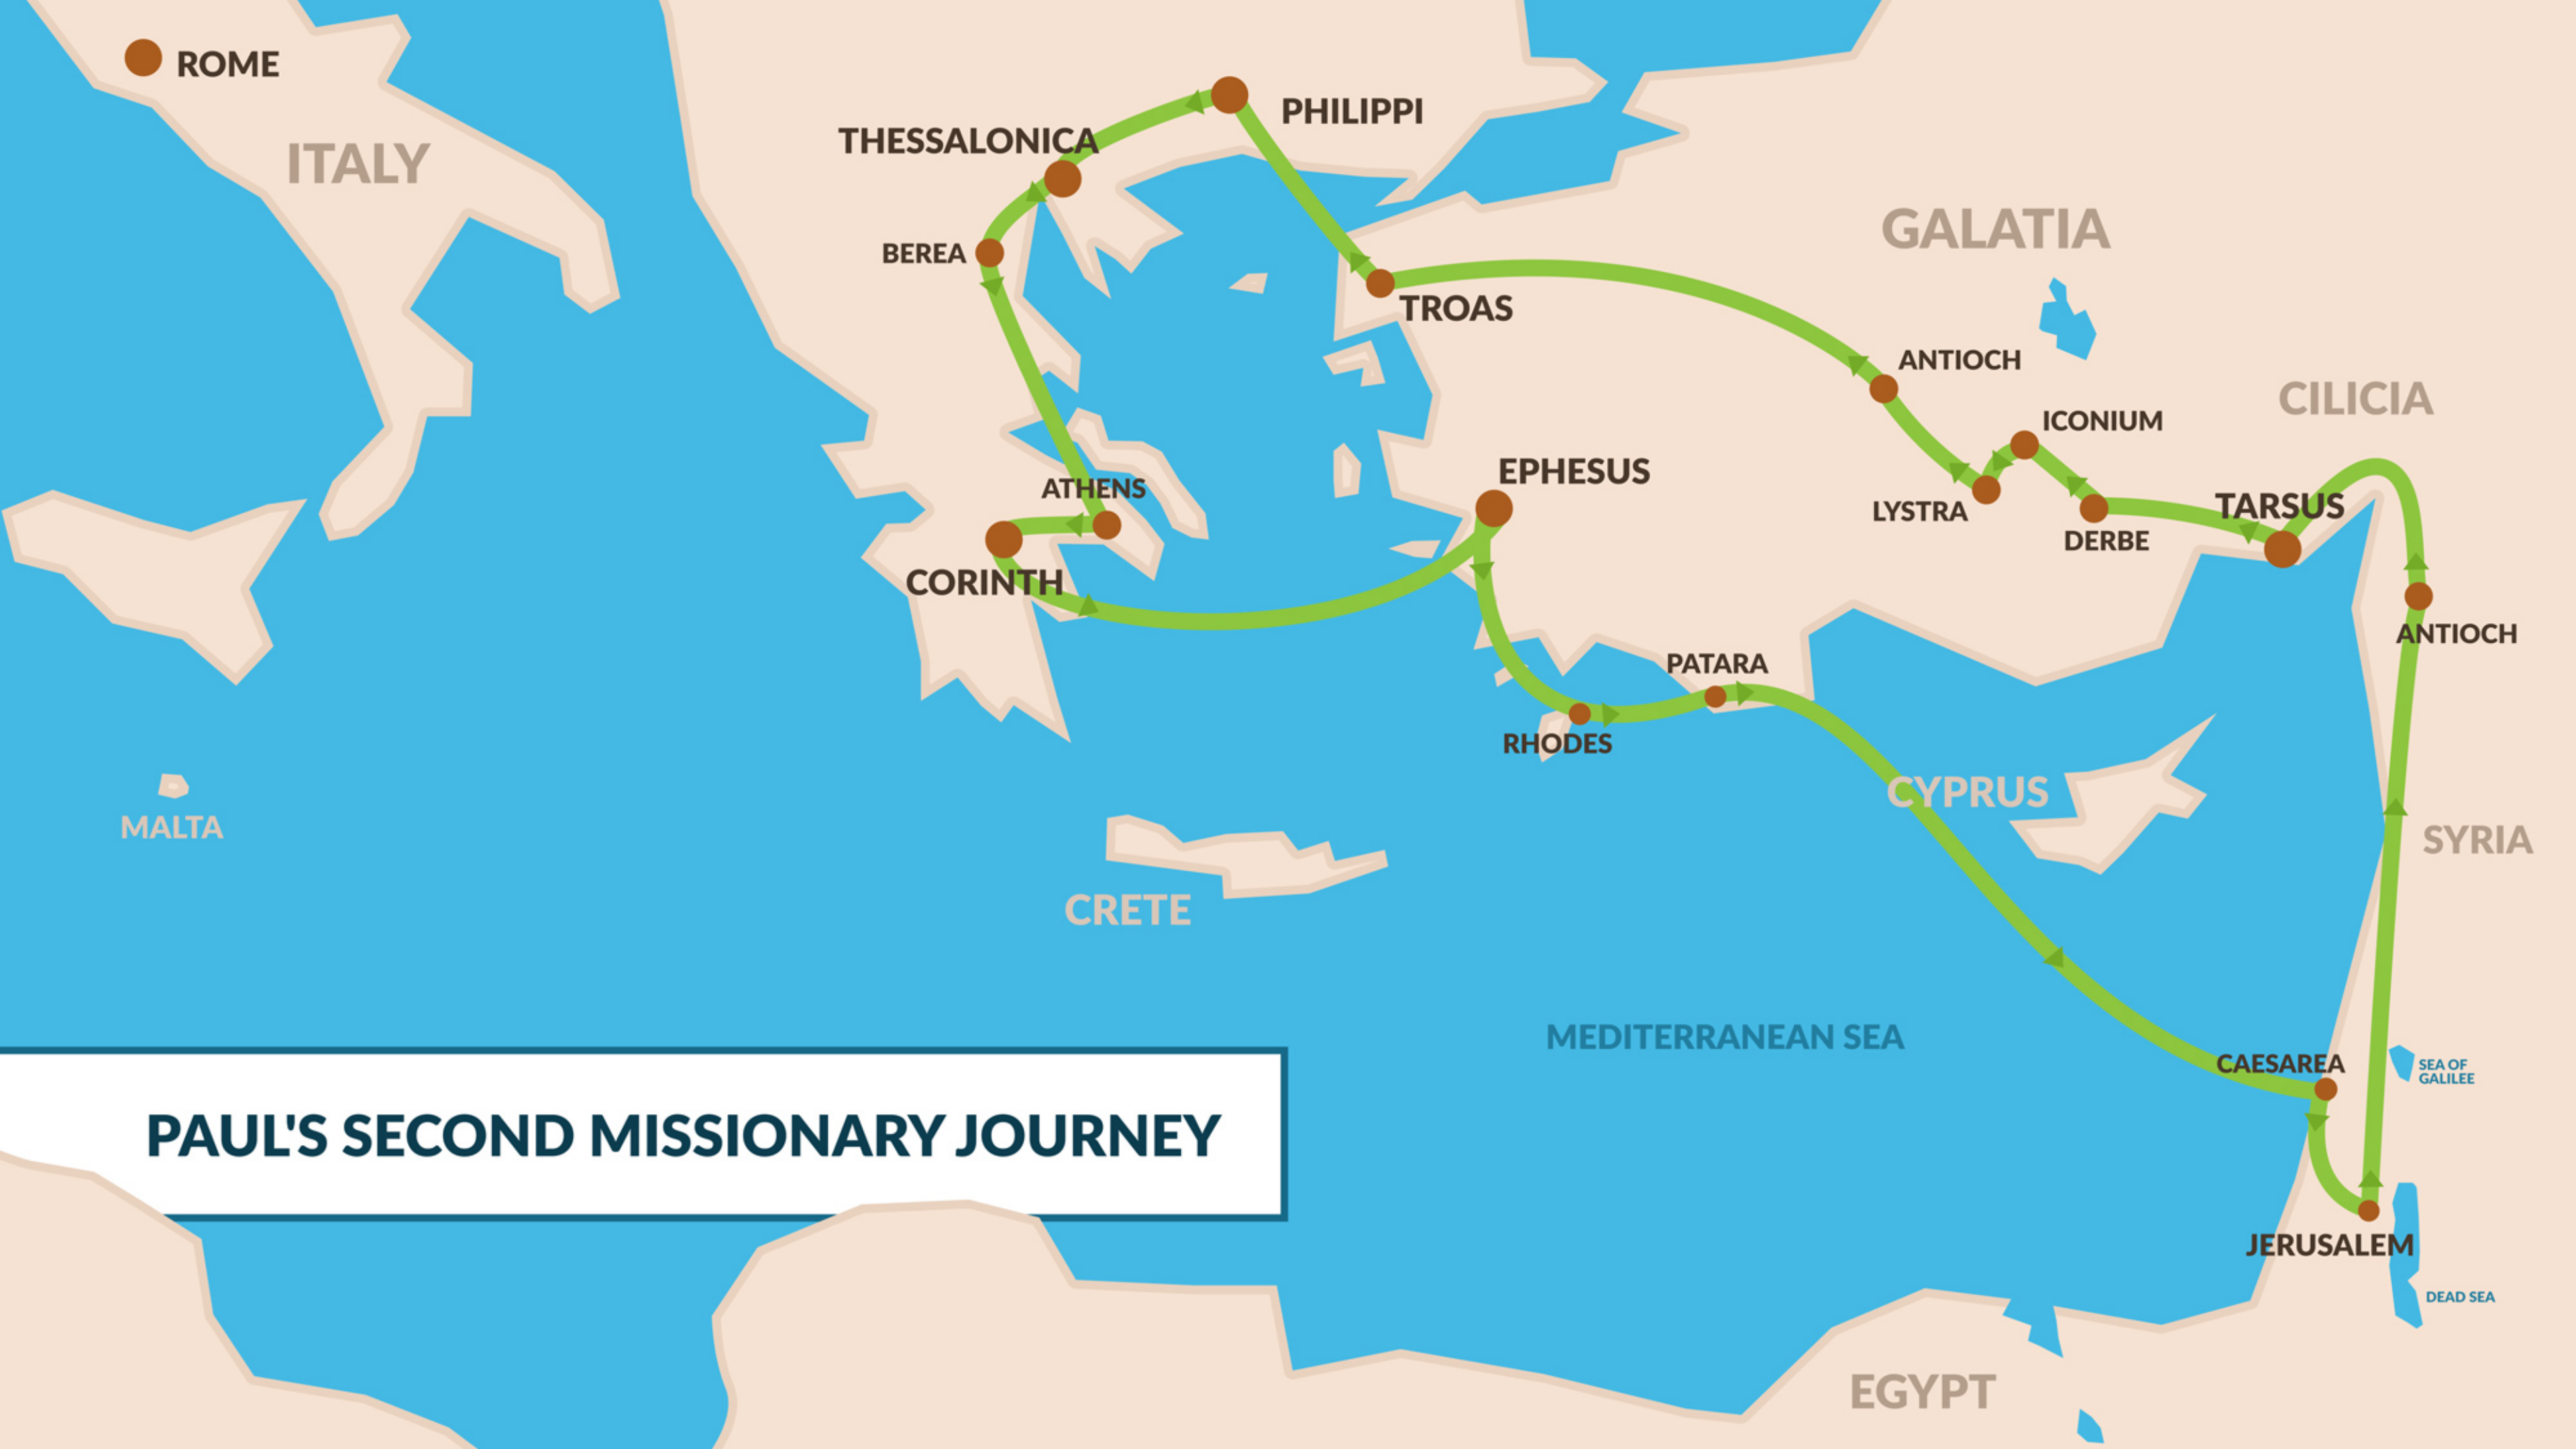 ROME
ITALY
PHILIPPI
THESSALONICA
GALATIA
BEREA
TROAS
ANTIOCH
CILICIA
ICONIUM
EPHESUS
ATHENS
LYSTRA
TARSUS
DERBE
CORINTH
ANTIOCH
PATARA
RHODES
CYPRUS
MALTA
SYRIA
CRETE
MEDITERRANEAN SEA
CAESAREA
SEA OF
GALILEE
PAUL'S SECOND MISSIONARY JOURNEY
JERUSALEM
DEAD SEA
EGYPT